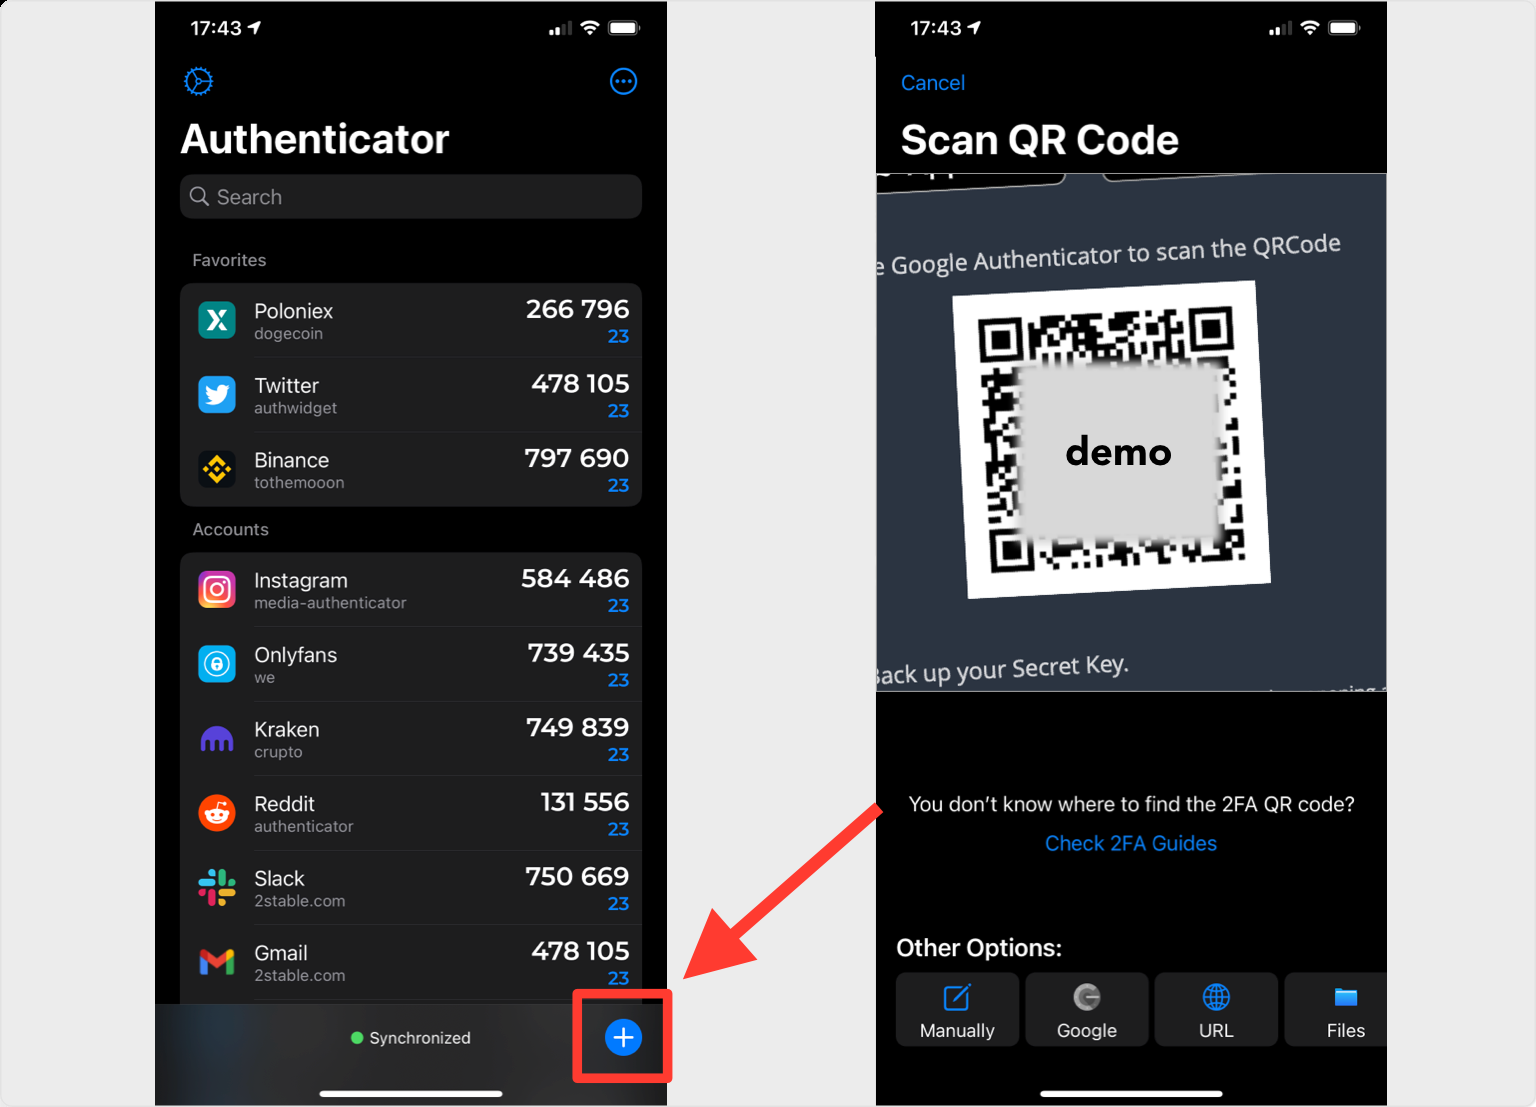 17:43
Authenticator
Search
Favorites
Poloniex
266 796
dogecoin
23
Twitter
478 105
authwidget
23
Binance
797 690
tothemooon
23
Accounts
Instagram
584 486
media-authenticator
23
Onlyfans
739 435
we
23
Kraken
749 839
crupto
23
Reddit
131 556
authenticator
23
Slack
750 669
2stable.com
23
Gmail
478 105
2stable.com
23
Synchronized
17:43
Cancel
Scan QR Code
e Google Authenticator to scan the QRCode
demo
Back up your Secret Key.
You don't know where to find the 2FA QR code?
Check 2FA Guides
Other Options:
Manually
Google
URL
Files